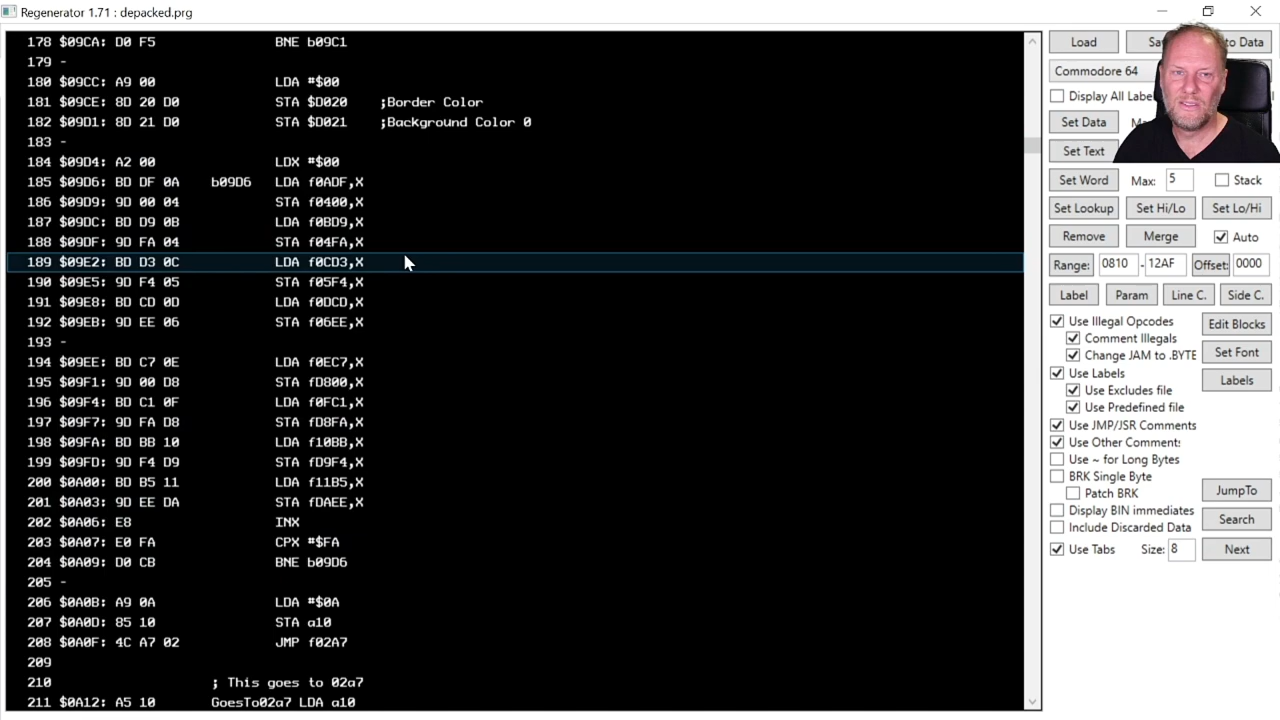 Regenerator 1.71 : depacked.prg
178 $09CA: D0 F5 BNE b09C1
179 -
180 $09CC: A9 00 LDA #$00
181 $09CE: 8D 20 D0 STA $D020 ;Border Color
182 $09D1: 8D 21 D0 STA $D021 ;Background Color 0
183 -
184 $09D4: A2 00 LDX #$00
185 $09D6: BD DF 0A b09D6 LDA f0ADF,X
186 $09D9: 9D 00 04 STA f0400,X
187 $09DC: BD D9 0B LDA f0BD9,X
188 $09DF: 9D FA 04 STA f04FA,X
189 $09E2: BD D3 0C LDA f0CD3,X
190 $09E5: 9D F4 05 STA f05F4,X
191 $09E8: BD CD 0D LDA f0DCD,X
192 $09EB: 9D EE 06 STA f06EE,X
193 -
194 $09EE: BD C7 0E LDA f0EC7,X
195 $09F1: 9D 00 D8 STA fD800,X
196 $09F4: BD C1 0F LDA f0FC1,X
197 $09F7: 9D FA D8 STA fD8FA,X
198 $09FA: BD BB 10 LDA f10BB,X
199 $09FD: 9D F4 D9 STA fD9F4,X
200 $0A00: BD B5 11 LDA f11B5,X
201 $0A03: 9D EE DA STA fDAEE,X
202 $0A06: E8 INX
203 $0A07: E0 FA CPX #$FA
204 $0A09: D0 CB BNE b09D6
205 -
206 $0A0B: A9 0A LDA #$0A
207 $0A0D: 85 10 STA a10
208 $0A0F: 4C A7 02 JMP f02A7
209
210 ; This goes to 02a7
211 $0A12: A5 10 GoesTo02a7 LDA a10
Load to Data
Commodore 64
Display All
Set Data
Set Text
Set Word Max: 5 Stack
Set Lookup Set Hi/Lo Set Lo/Hi
Remove Merge Auto
Range: 0810 - 12AF Offset: 0000
Label Param Line C. Side C.
Use Illegal Opcodes Edit Blocks
Comment Illegals
Change JAM to .BYTE Set Font
Use Labels Labels
Use Excludes file
Use Predefined file
Use JMP/JSR Comments
Use Other Comments
Use ~ for Long Bytes
BRK Single Byte JumpTo
Patch BRK
Display BIN immediates Search
Include Discarded Data
Use Tabs Size: 8 Next